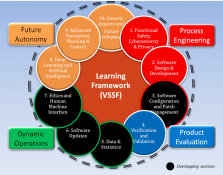 Future
Autonomy
10. Generic
Aspects and
Future
1. Functional
Safety,
Cybersecurity
& Privacy
Process
Engineering
9. Advanced
Perception,
Planning &
Control
2. Software
Design &
Development
8. Deep
Learning and
Artificial
Intelligence
Learning
Framework
(VSSF)
3. Software
Configuration
and Patch
Management
7. Ethics and
Human
Machine
Interface
Dynamic
Operations
6. Software
Updates
5. Data &
Statistics
4.
Verification
and
Validation
Product
Evaluation
Overlapping sections